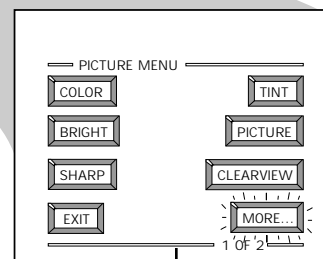 PICTURE MENU
COLOR TINT
BRIGHT PICTURE
SHARP CLEARVIEW
EXIT MORE...
1 OF 2